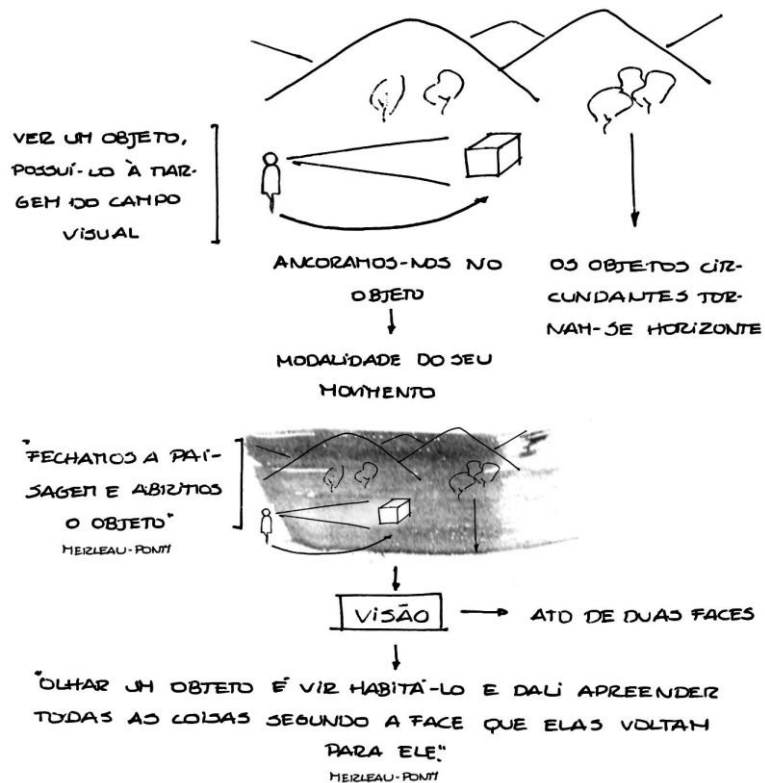 VER UM OBJETO,
POSSUÍ-LO À MAR-
GEM DO CAMPO
VISUAL
ANCORAMOS-NOS NO
OBJETO
OS OBJETOS CIR-
CUNDANTES TOR-
NAM-SE HORIZONTE
MODALIDADE DO SEU
MOVIMENTO
"FECHAMOS A PAI-
SAGEM E ABRIMOS
O OBJETO"
MERLEAU-PONTY
VISÃO
ATO DE DUAS FACES
"OLHAR UM OBJETO É VIR HABITÁ-LO E DALI APREENDER
TODAS AS COISAS SEGUNDO A FACE QUE ELAS VOLTAM
PARA ELE."
MERLEAU-PONTY